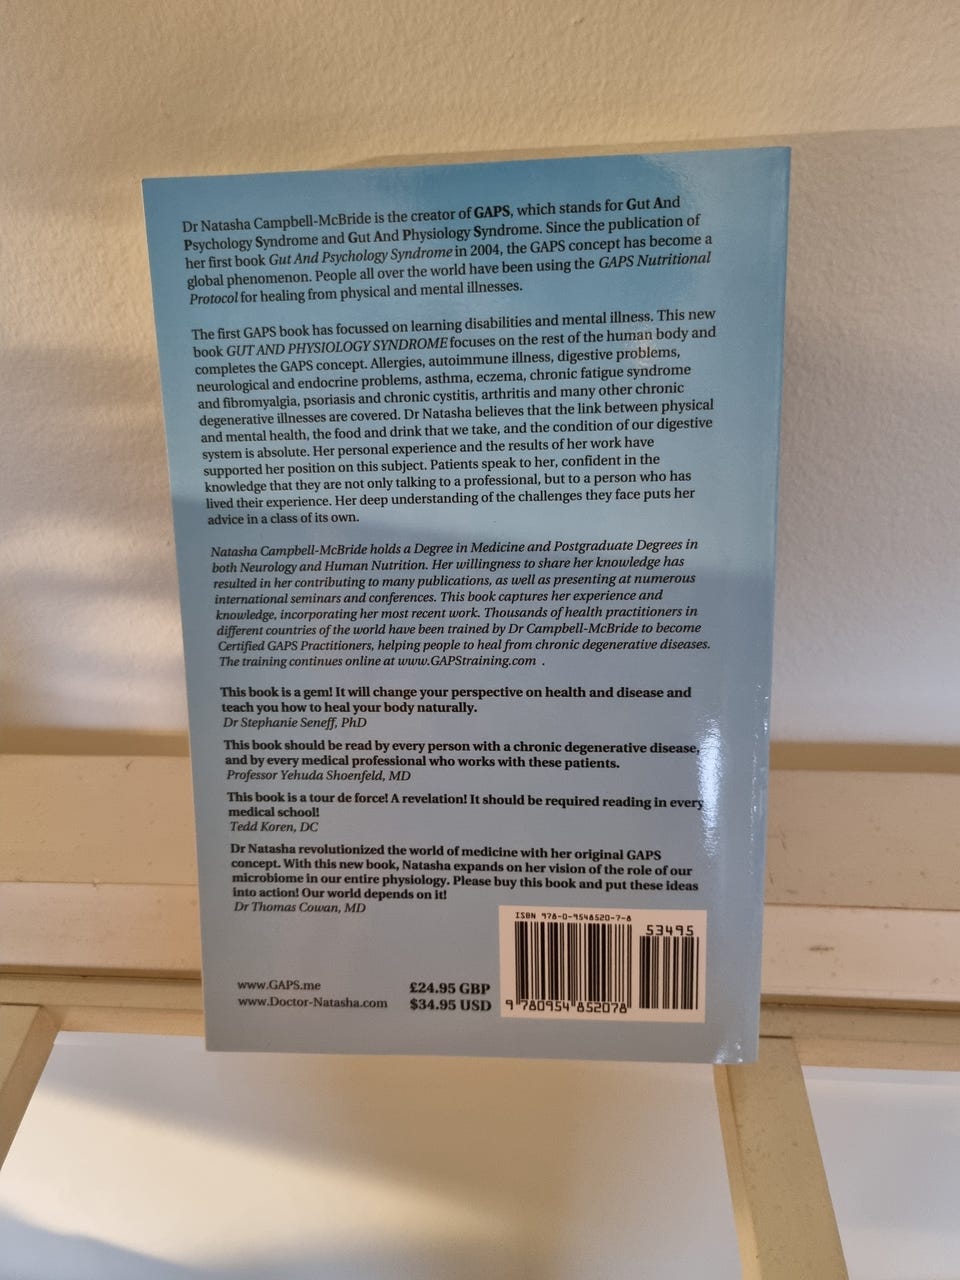 Dr Natasha Campbell-McBride is the creator of GAPS, which stands for Gut And
Psychology Syndrome and Gut And Physiology Syndrome. Since the publication of
her first book Gut And Psychology Syndrome in 2004, the GAPS concept has become a
global phenomenon. People all over the world have been using the GAPS Nutritional
Protocol for healing from physical and mental illnesses.
The first GAPS book has focussed on learning disabilities and mental illness. This new
book GUT AND PHYSIOLOGY SYNDROME focuses on the rest of the human body and
completes the GAPS concept. Allergies, autoimmune illness, digestive problems,
neurological and endocrine problems, asthma, eczema, chronic fatigue syndrome
and fibromyalgia, psoriasis and chronic cystitis, arthritis and many other chronic
degenerative illnesses are covered. Dr Natasha believes that the link between physical
and mental health, the food and drink that we take, and the condition of our digestive
system is absolute. Her personal experience and the results of her work have
supported her position on this subject. Patients speak to her, confident in the
knowledge that they are not only talking to a professional, but to a person who has
lived their experience. Her deep understanding of the challenges they face puts her
advice in a class of its own.
Natasha Campbell-McBride holds a Degree in Medicine and Postgraduate Degrees in
both Neurology and Human Nutrition. Her willingness to share her knowledge has
resulted in her contributing to many publications, as well as presenting at numerous
international seminars and conferences. This book captures her experience and
knowledge, incorporating her most recent work. Thousands of health practitioners in
different countries of the world have been trained by Dr Campbell-McBride to become
Certified GAPS Practitioners, helping people to heal from chronic degenerative diseases.
The training continues online at www.GAPStraining.com .
This book is a gem! It will change your perspective on health and disease and
teach you how to heal your body naturally.
Dr Stephanie Seneff, PhD
This book should be read by every person with a chronic degenerative disease,
and by every medical professional who works with these patients.
Professor Yehuda Shoenfeld, MD
This book is a tour de force! A revelation! It should be required reading in every
medical school!
Tedd Koren, DC
Dr Natasha revolutionized the world of medicine with her original GAPS
concept. With this new book, Natasha expands on her vision of the role of our
microbiome in our entire physiology. Please buy this book and put these ideas
into action! Our world depends on it!
Dr Thomas Cowan, MD
ISBN 978-0-9548520-7-8
53495
9 780954 852078
www.GAPS.me
www.Doctor-Natasha.com
£24.95 GBP
$34.95 USD